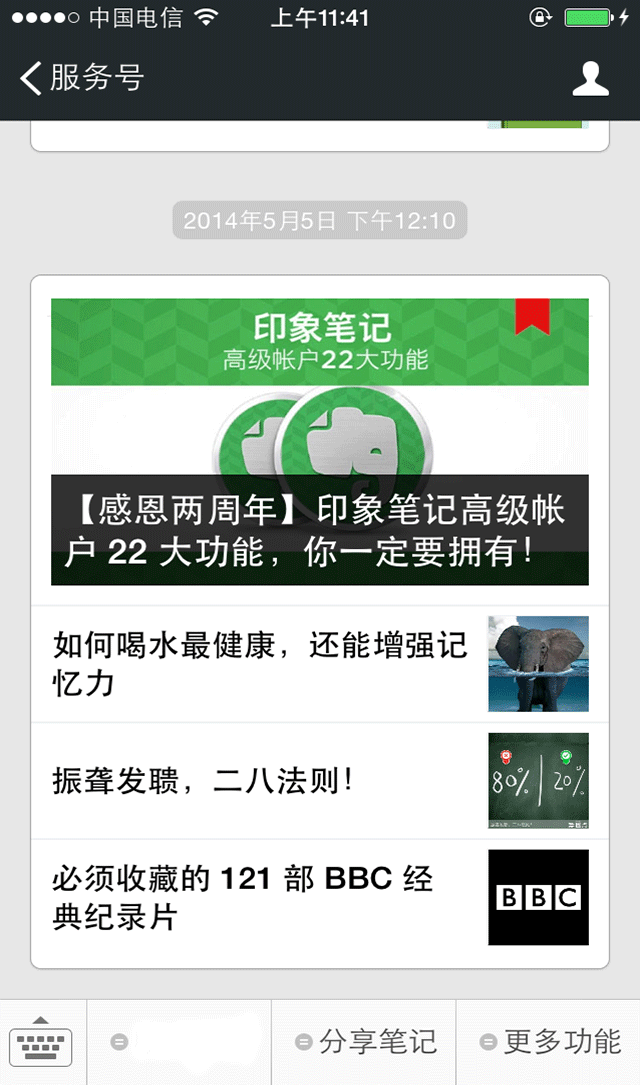 中国电信 上午11:41
服务号
2014年5月5日 下午12:10
印象笔记
高级帐户22大功能
【感恩两周年】印象笔记高级帐
户 22 大功能，你一定要拥有！
如何喝水最健康，还能增强记
忆力
振聋发聩，二八法则！
80% 20%
必须收藏的 121 部 BBC 经
典纪录片
BBC
分享笔记 更多功能